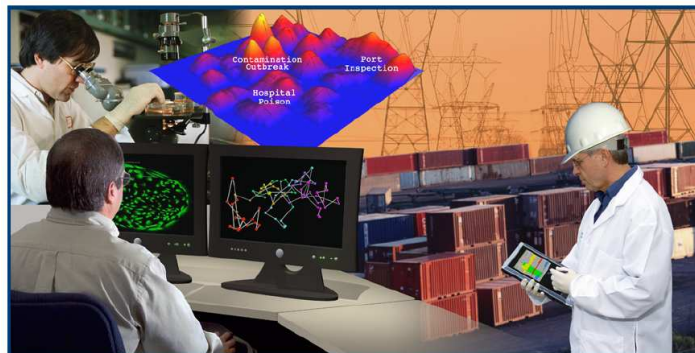 Contamination
Outbreak
Port
Inspection
Hospital
Poison